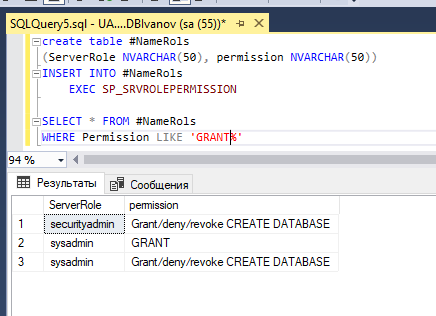 SQLQuery5.sql - UA....DBIvanov (sa (55))*
create table #NameRols
(ServerRole NVARCHAR(50), permission NVARCHAR(50))
INSERT INTO #NameRols
EXEC SP_SRVROLEPERMISSION
SELECT * FROM #NameRols
WHERE Permission LIKE 'GRANT%'
94 %
Результаты Сообщения
ServerRole permission
1 securityadmin Grant/deny/revoke CREATE DATABASE
2 sysadmin GRANT
3 sysadmin Grant/deny/revoke CREATE DATABASE